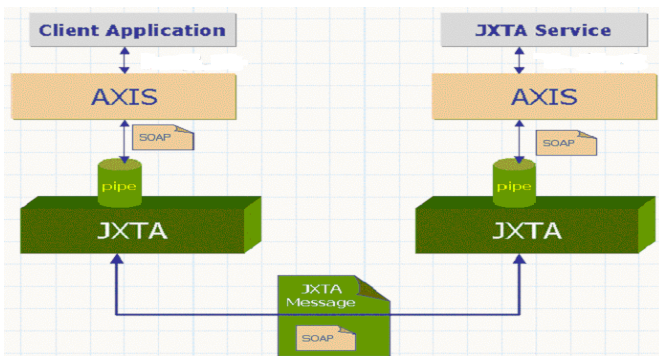 Client Application
JXTA Service
AXIS
AXIS
SOAP
SOAP
pipe
pipe
JXTA
JXTA
JXTA
Message
SOAP